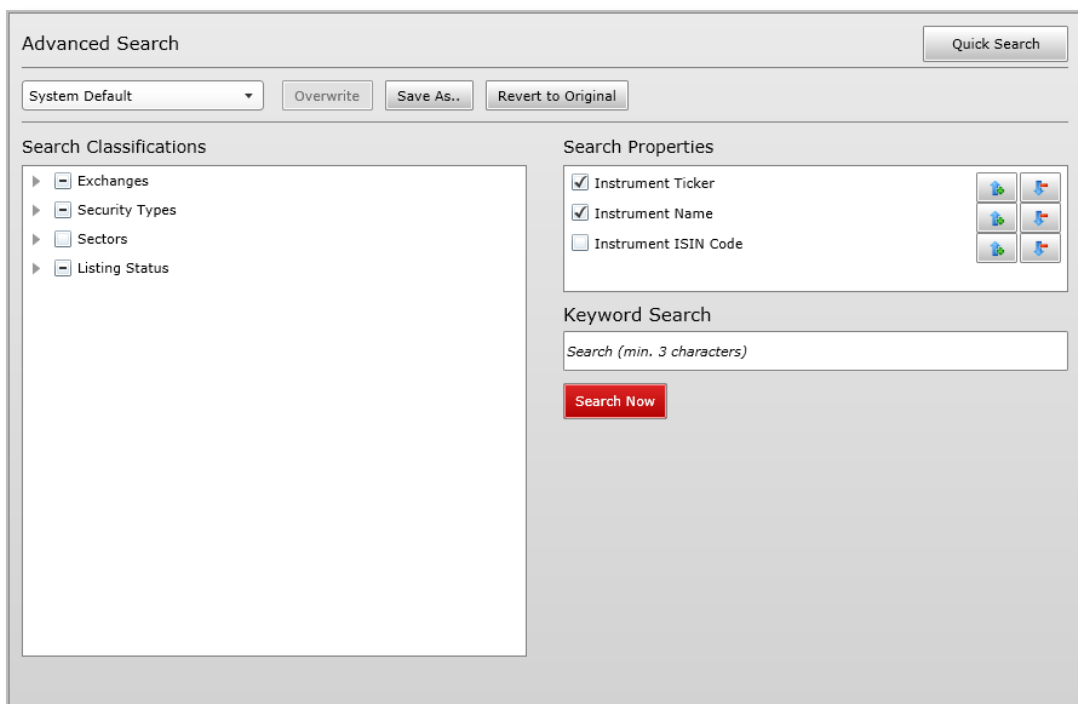 Advanced Search
Quick Search
System Default
Overwrite
Save As..
Revert to Original
Search Classifications
Exchanges
Security Types
Sectors
Listing Status
Search Properties
Instrument Ticker
Instrument Name
Instrument ISIN Code
Keyword Search
Search (min. 3 characters)
Search Now